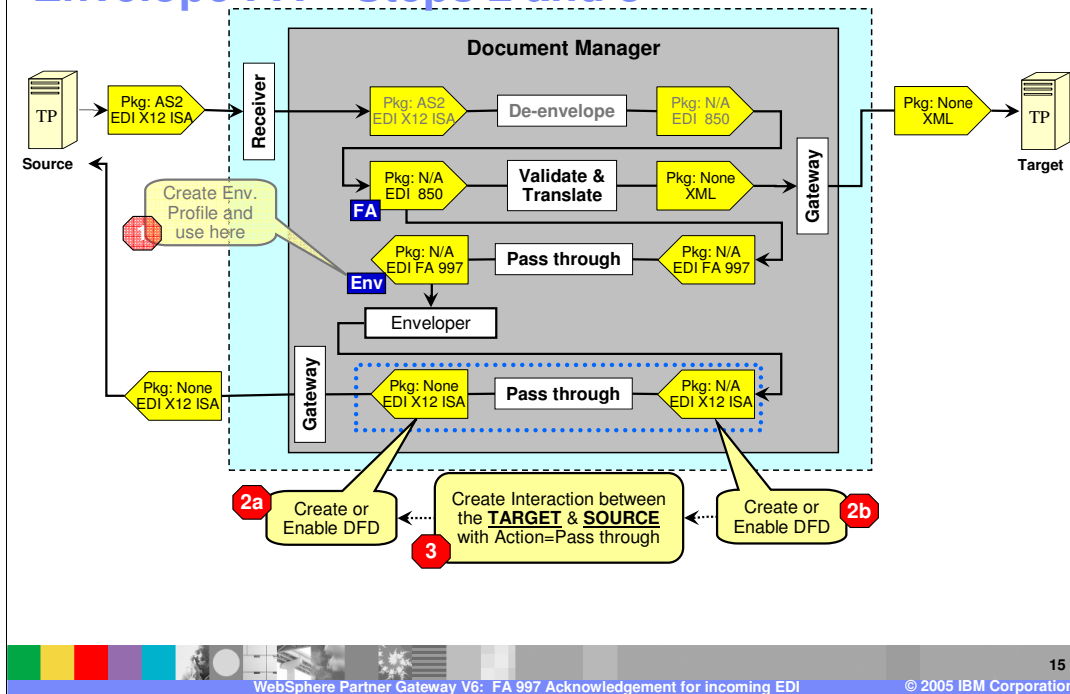 Document Manager
TP
Source
Pkg: AS2
EDI X12 ISA
Receiver
Pkg: AS2
EDI X12 ISA
De-envelope
Pkg: N/A
EDI 850
Pkg: None
XML
TP
Target
Create Env.
Profile and
use here
1
Pkg: N/A
EDI 850
FA
Validate &
Translate
Pkg: None
XML
Gateway
Pkg: N/A
EDI FA 997
Env
Pass through
Pkg: N/A
EDI FA 997
Enveloper
Pkg: None
EDI X12 ISA
Gateway
Pkg: None
EDI X12 ISA
Pass through
Pkg: N/A
EDI X12 ISA
2a
Create or
Enable DFD
Create Interaction between
the TARGET & SOURCE
with Action=Pass through
3
Create or
Enable DFD
2b
15
WebSphere Partner Gateway V6: FA 997 Acknowledgement for incoming EDI
© 2005 IBM Corporation